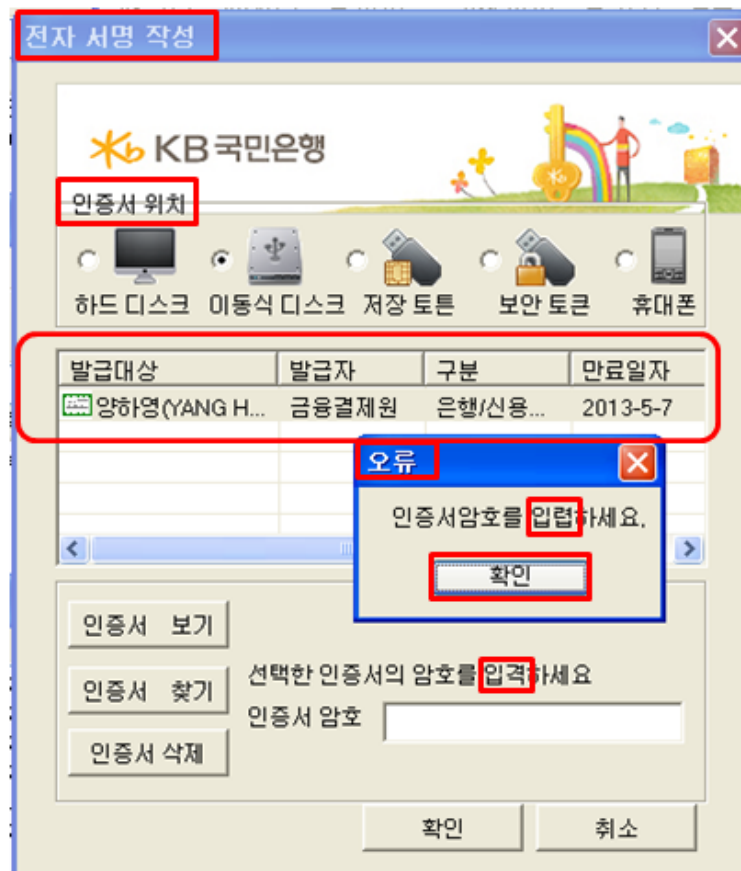 전자 서명 작성
KB국민은행
인증서 위치
하드 디스크 이동식 디스크 저장 토튼 보안 토큰 휴대폰
발급대상 발급자 구분 만료일자
양하영(YANG H... 금융결제원 은행/신용... 2013-5-7
오류
인증서암호를 입렵하세요.
확인
인증서 보기
선택한 인증서의 암호를 입격하세요
인증서 찾기
인증서 암호
인증서 삭제
확인 취소